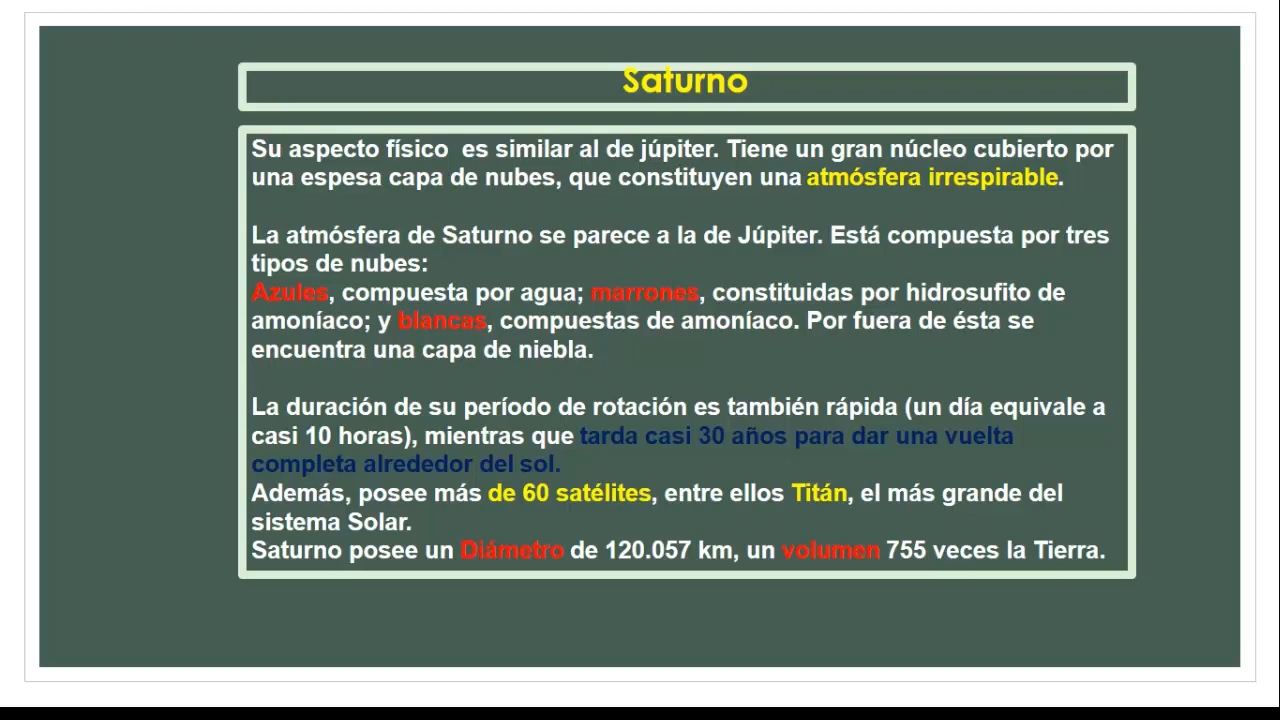 Saturno
Su aspecto físico  es similar al de júpiter. Tiene un gran núcleo cubierto por
una espesa capa de nubes, que constituyen una atmósfera irrespirable.
La atmósfera de Saturno se parece a la de Júpiter. Está compuesta por tres
tipos de nubes:
Azules, compuesta por agua; marrones, constituidas por hidrosufito de
amoníaco; y blancas, compuestas de amoníaco. Por fuera de ésta se
encuentra una capa de niebla.
La duración de su período de rotación es también rápida (un día equivale a
casi 10 horas), mientras que tarda casi 30 años para dar una vuelta
completa alrededor del sol.
Además, posee más de 60 satélites, entre ellos Titán, el más grande del
sistema Solar.
Saturno posee un Diámetro de 120.057 km, un volumen 755 veces la Tierra.